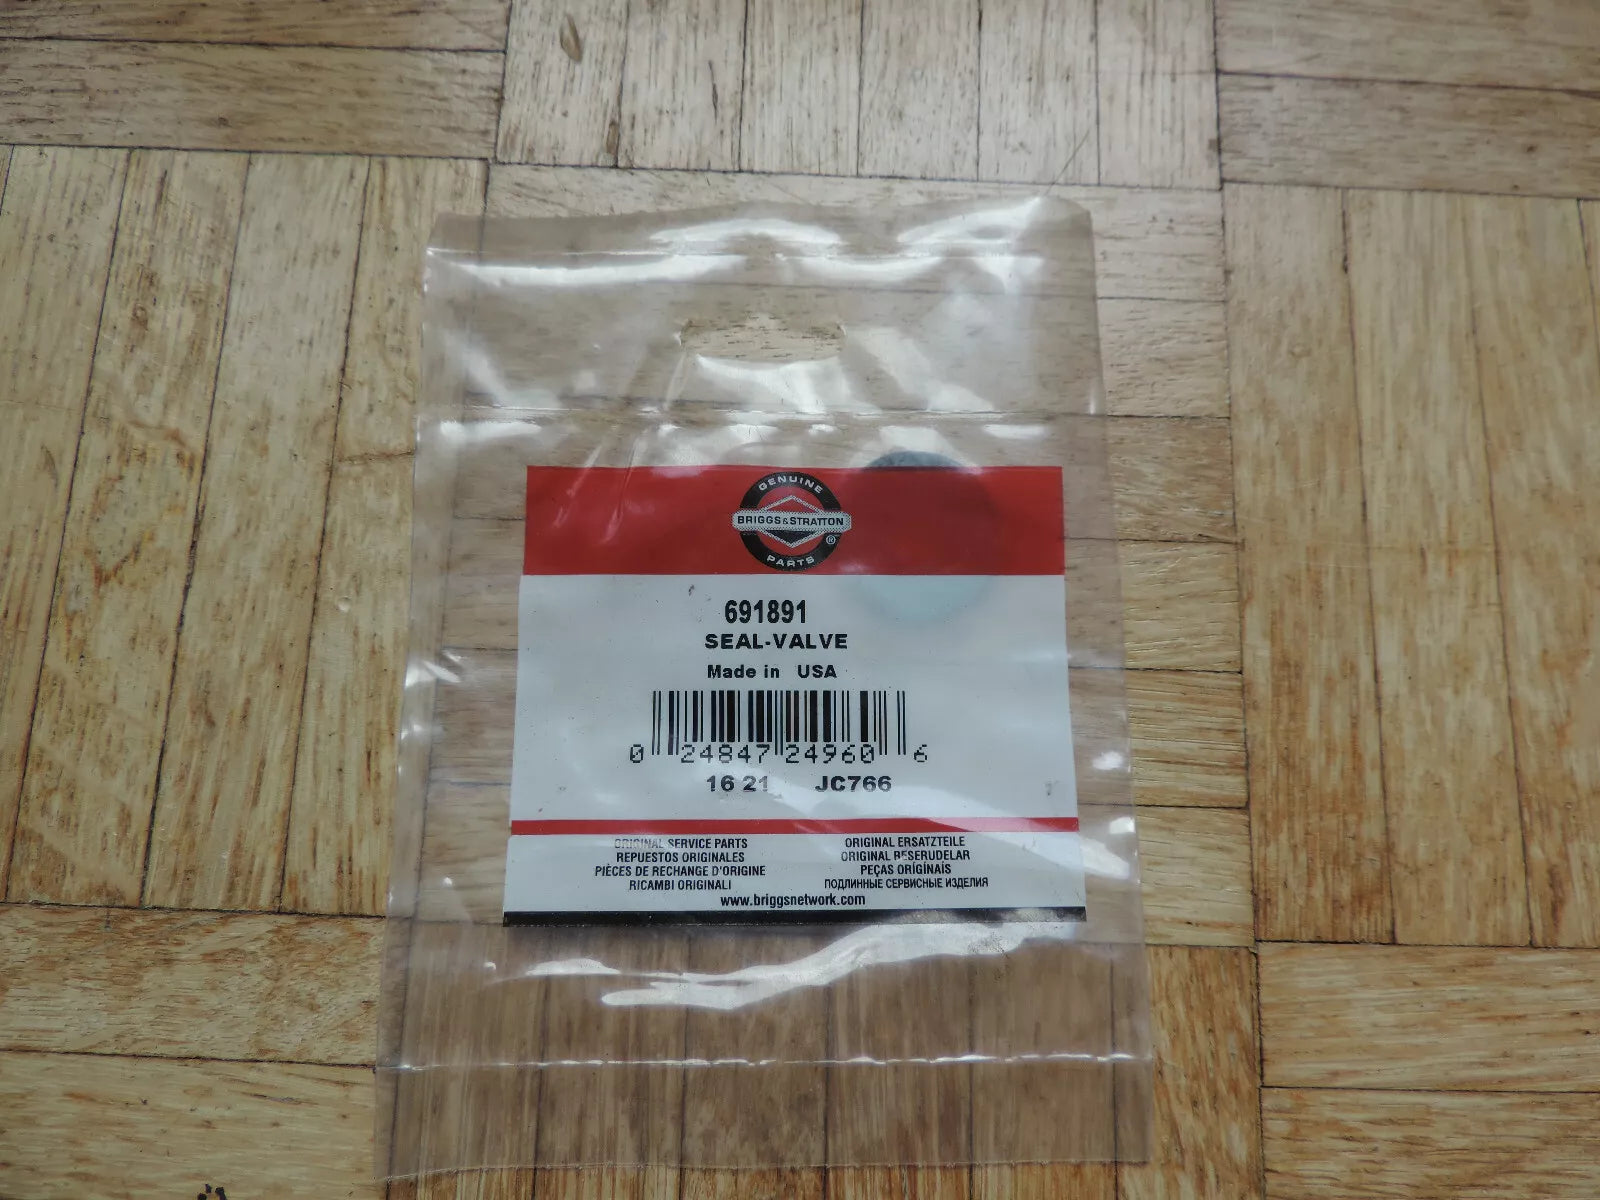 GENUINE
BRIGGS&STRATTON
®
PARTS
691891
SEAL-VALVE
Made in USA
0 24847 24960 6
16 21 JC766
ORIGINAL SERVICE PARTS
REPUESTOS ORIGINALES
PIÈCES DE RECHANGE D'ORIGINE
RICAMBI ORIGINALI
ORIGINAL ERSATZTEILE
ORIGINAL RESERUDELAR
PEÇAS ORIGINAIS
ПОДЛИННЫЕ СЕРВИСНЫЕ ИЗДЕЛИЯ
www.briggsnetwork.com